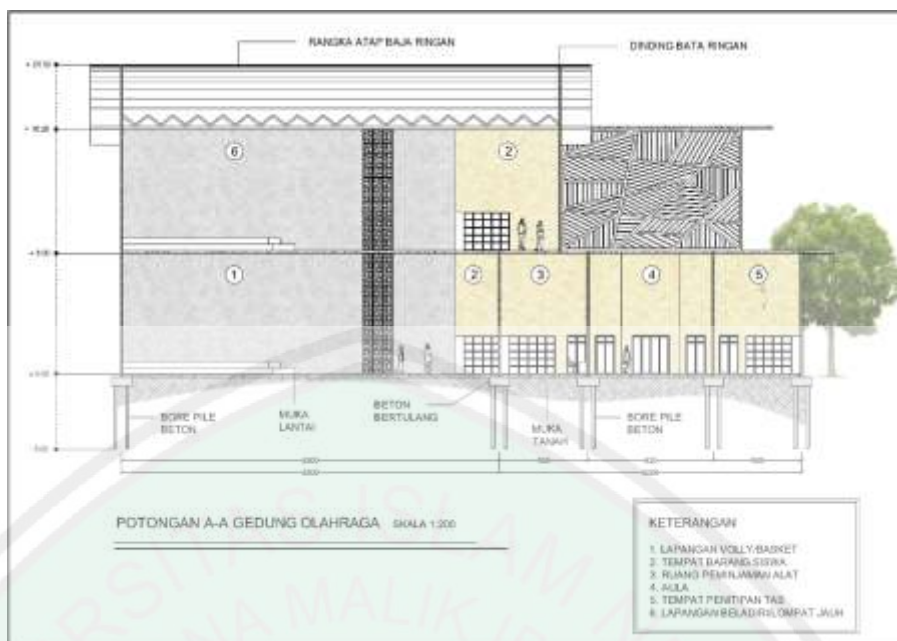 RANGKA ATAP BAJA RINGAN
DINDING BATA RINGAN
6
2
1
2
3
4
5
BORE PILE
BETON
MUKA
LANTAI
BETON
BERTULANG
MUKA
TANAH
BORE PILE
BETON
POTONGAN A-A GEDUNG OLAHRAGA SKALA 1:200
KETERANGAN
1. LAPANGAN VOLLY/BASKET
2. TEMPAT BARANG SISWA
3. RUANG PEMINJAMAN ALAT
4. AULA
5. TEMPAT PENITIPAN TAS
6. LAPANGAN BELADIRI/LOMPAT JAUH